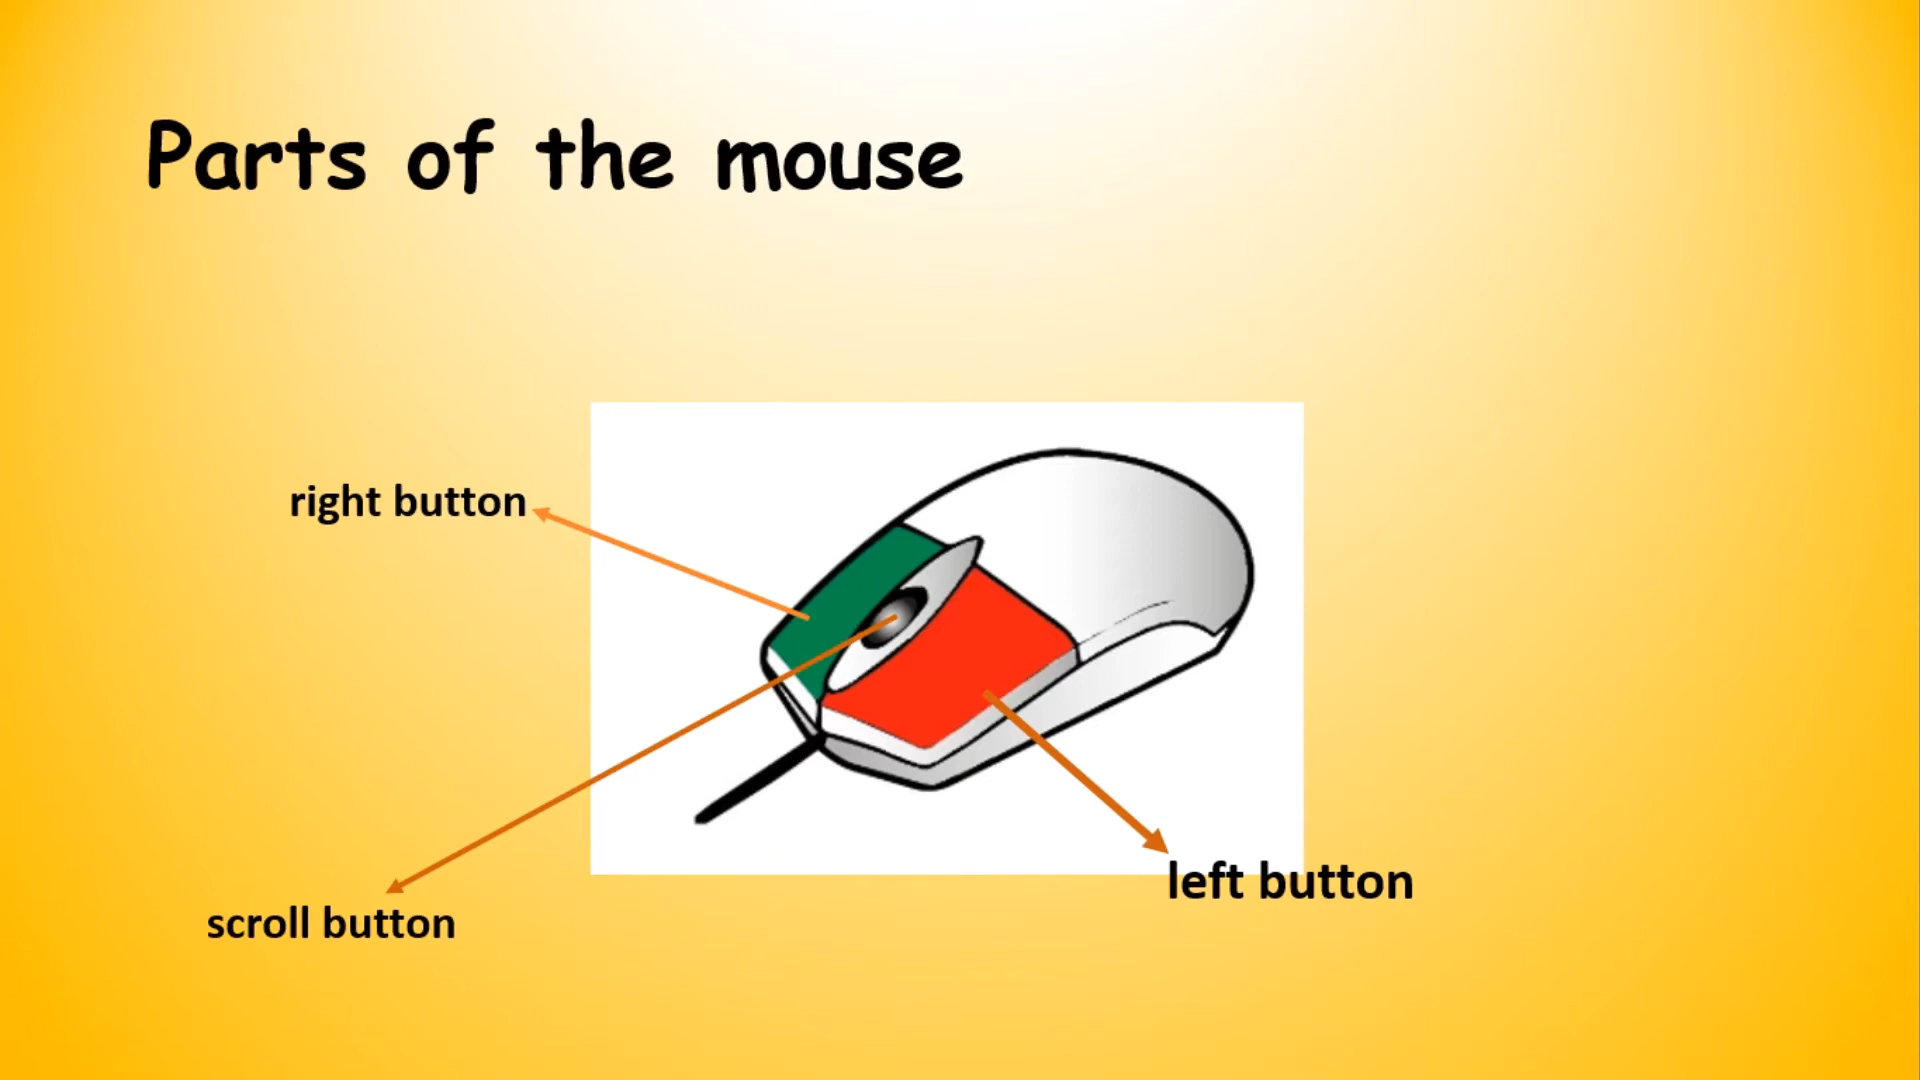 Parts of the mouse
right button
left button
scroll button